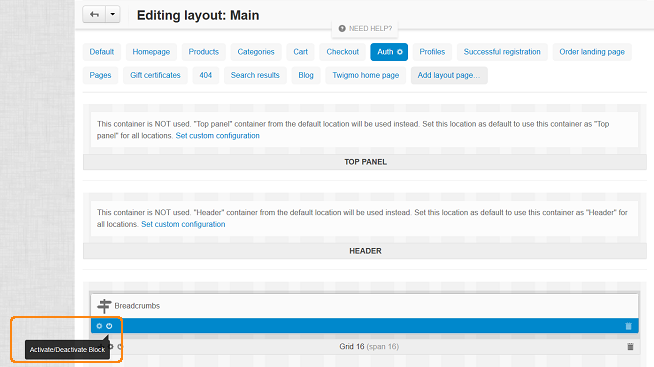 Editing layout: Main
NEED HELP?
Default Homepage Products Categories Cart Checkout Auth Profiles Successful registration Order landing page
Pages Gift certificates 404 Search results Blog Twigmo home page Add layout page...
This container is NOT used. "Top panel" container from the default location will be used instead. Set this location as default to use this container as "Top
panel" for all locations. Set custom configuration
TOP PANEL
This container is NOT used. "Header" container from the default location will be used instead. Set this location as default to use this container as "Header" for
all locations. Set custom configuration
HEADER
Breadcrumbs
Activate/Deactivate Block
Grid 16 (span 16)